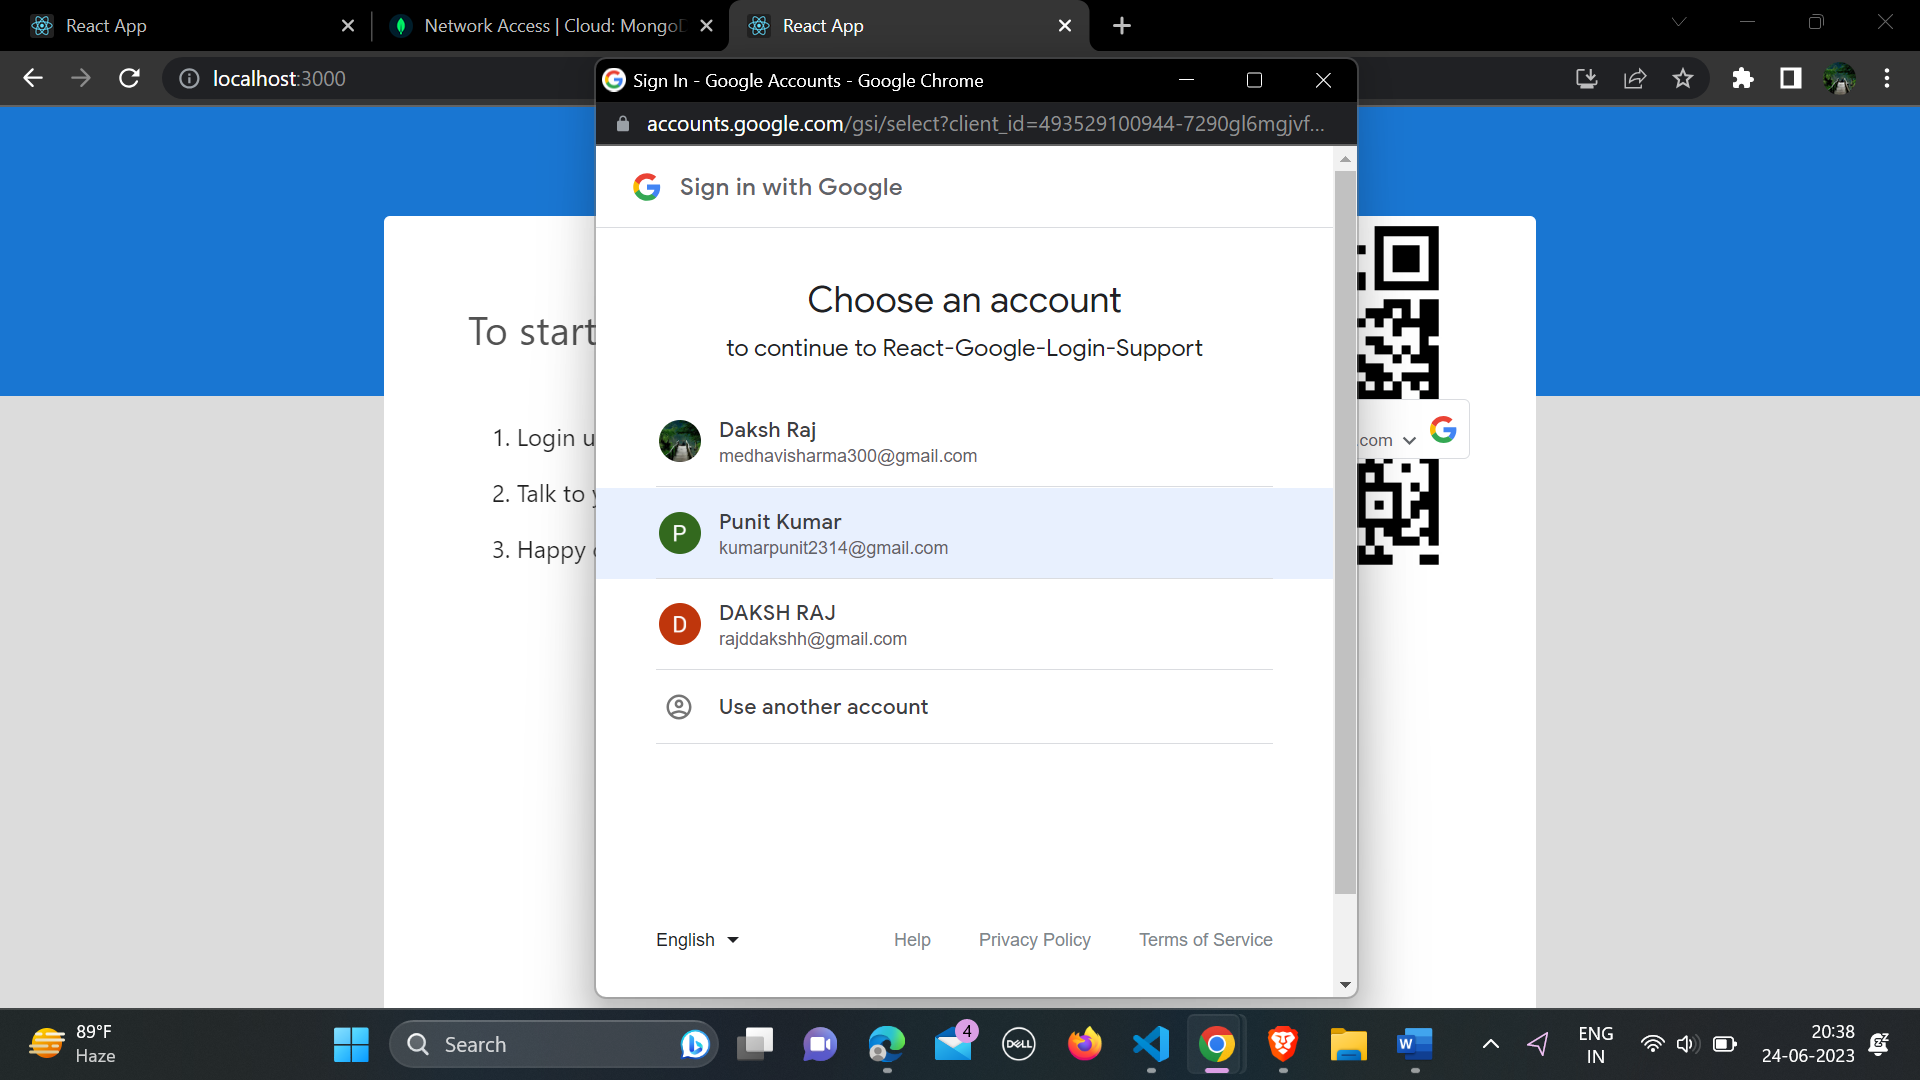 React App
Network Access | Cloud: MongoD
React App
localhost:3000
Sign In - Google Accounts - Google Chrome
accounts.google.com/gsi/select?client_id=493529100944-7290gl6mgjvf...
Sign in with Google
Choose an account
to continue to React-Google-Login-Support
To start
1. Login u
2. Talk to y
3. Happy
.com
Daksh Raj
medhavisharma300@gmail.com
P
Punit Kumar
kumarpunit2314@gmail.com
D
DAKSH RAJ
rajddakshh@gmail.com
Use another account
English
Help
Privacy Policy
Terms of Service
89°F
Haze
Search
4
DELL
W
ENG
IN
20:38
24-06-2023